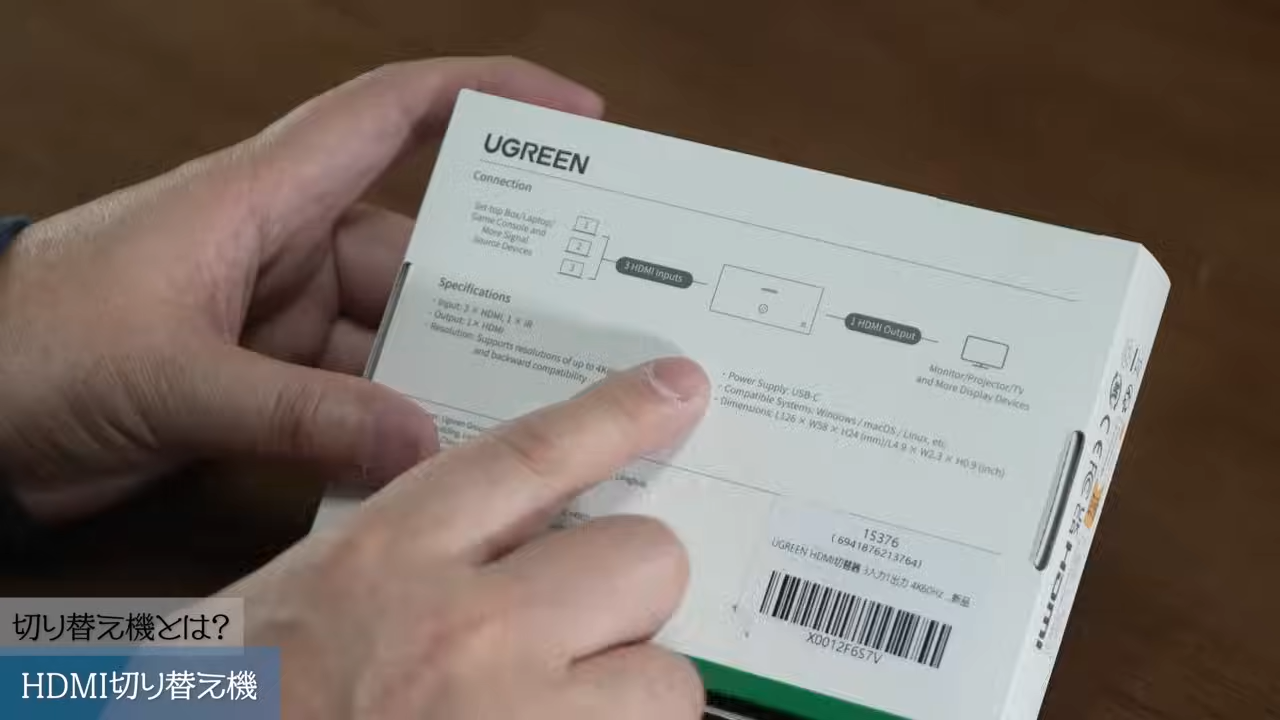 UGREEN
Connection
Set-top Box/Laptop/
Game Console and
More Signal
Source Devices
1
2
3
3 HDMI Inputs
1 HDMI Output
Monitor/Projector/TV
and More Display Devices
Specifications
· Input: 3 × HDMI, 1 × IR
· Output: 1× HDMI
· Resolution: Supports resolutions of up to 4K
and backward compatibility
· Power Supply: USB-C
· Compatible Systems: Windows / macOS / Linux, etc.
· Dimensions: L126 × W58 × H24 (mm)/L4.9 × W2.3 × H0.9 (inch)
15376
(6941876213764)
UGREEN HDMI切替器 3入力1出力 4K60Hz 新品
X0012F6S7V
HDMI
切り替え機とは?
HDMI切り替え機